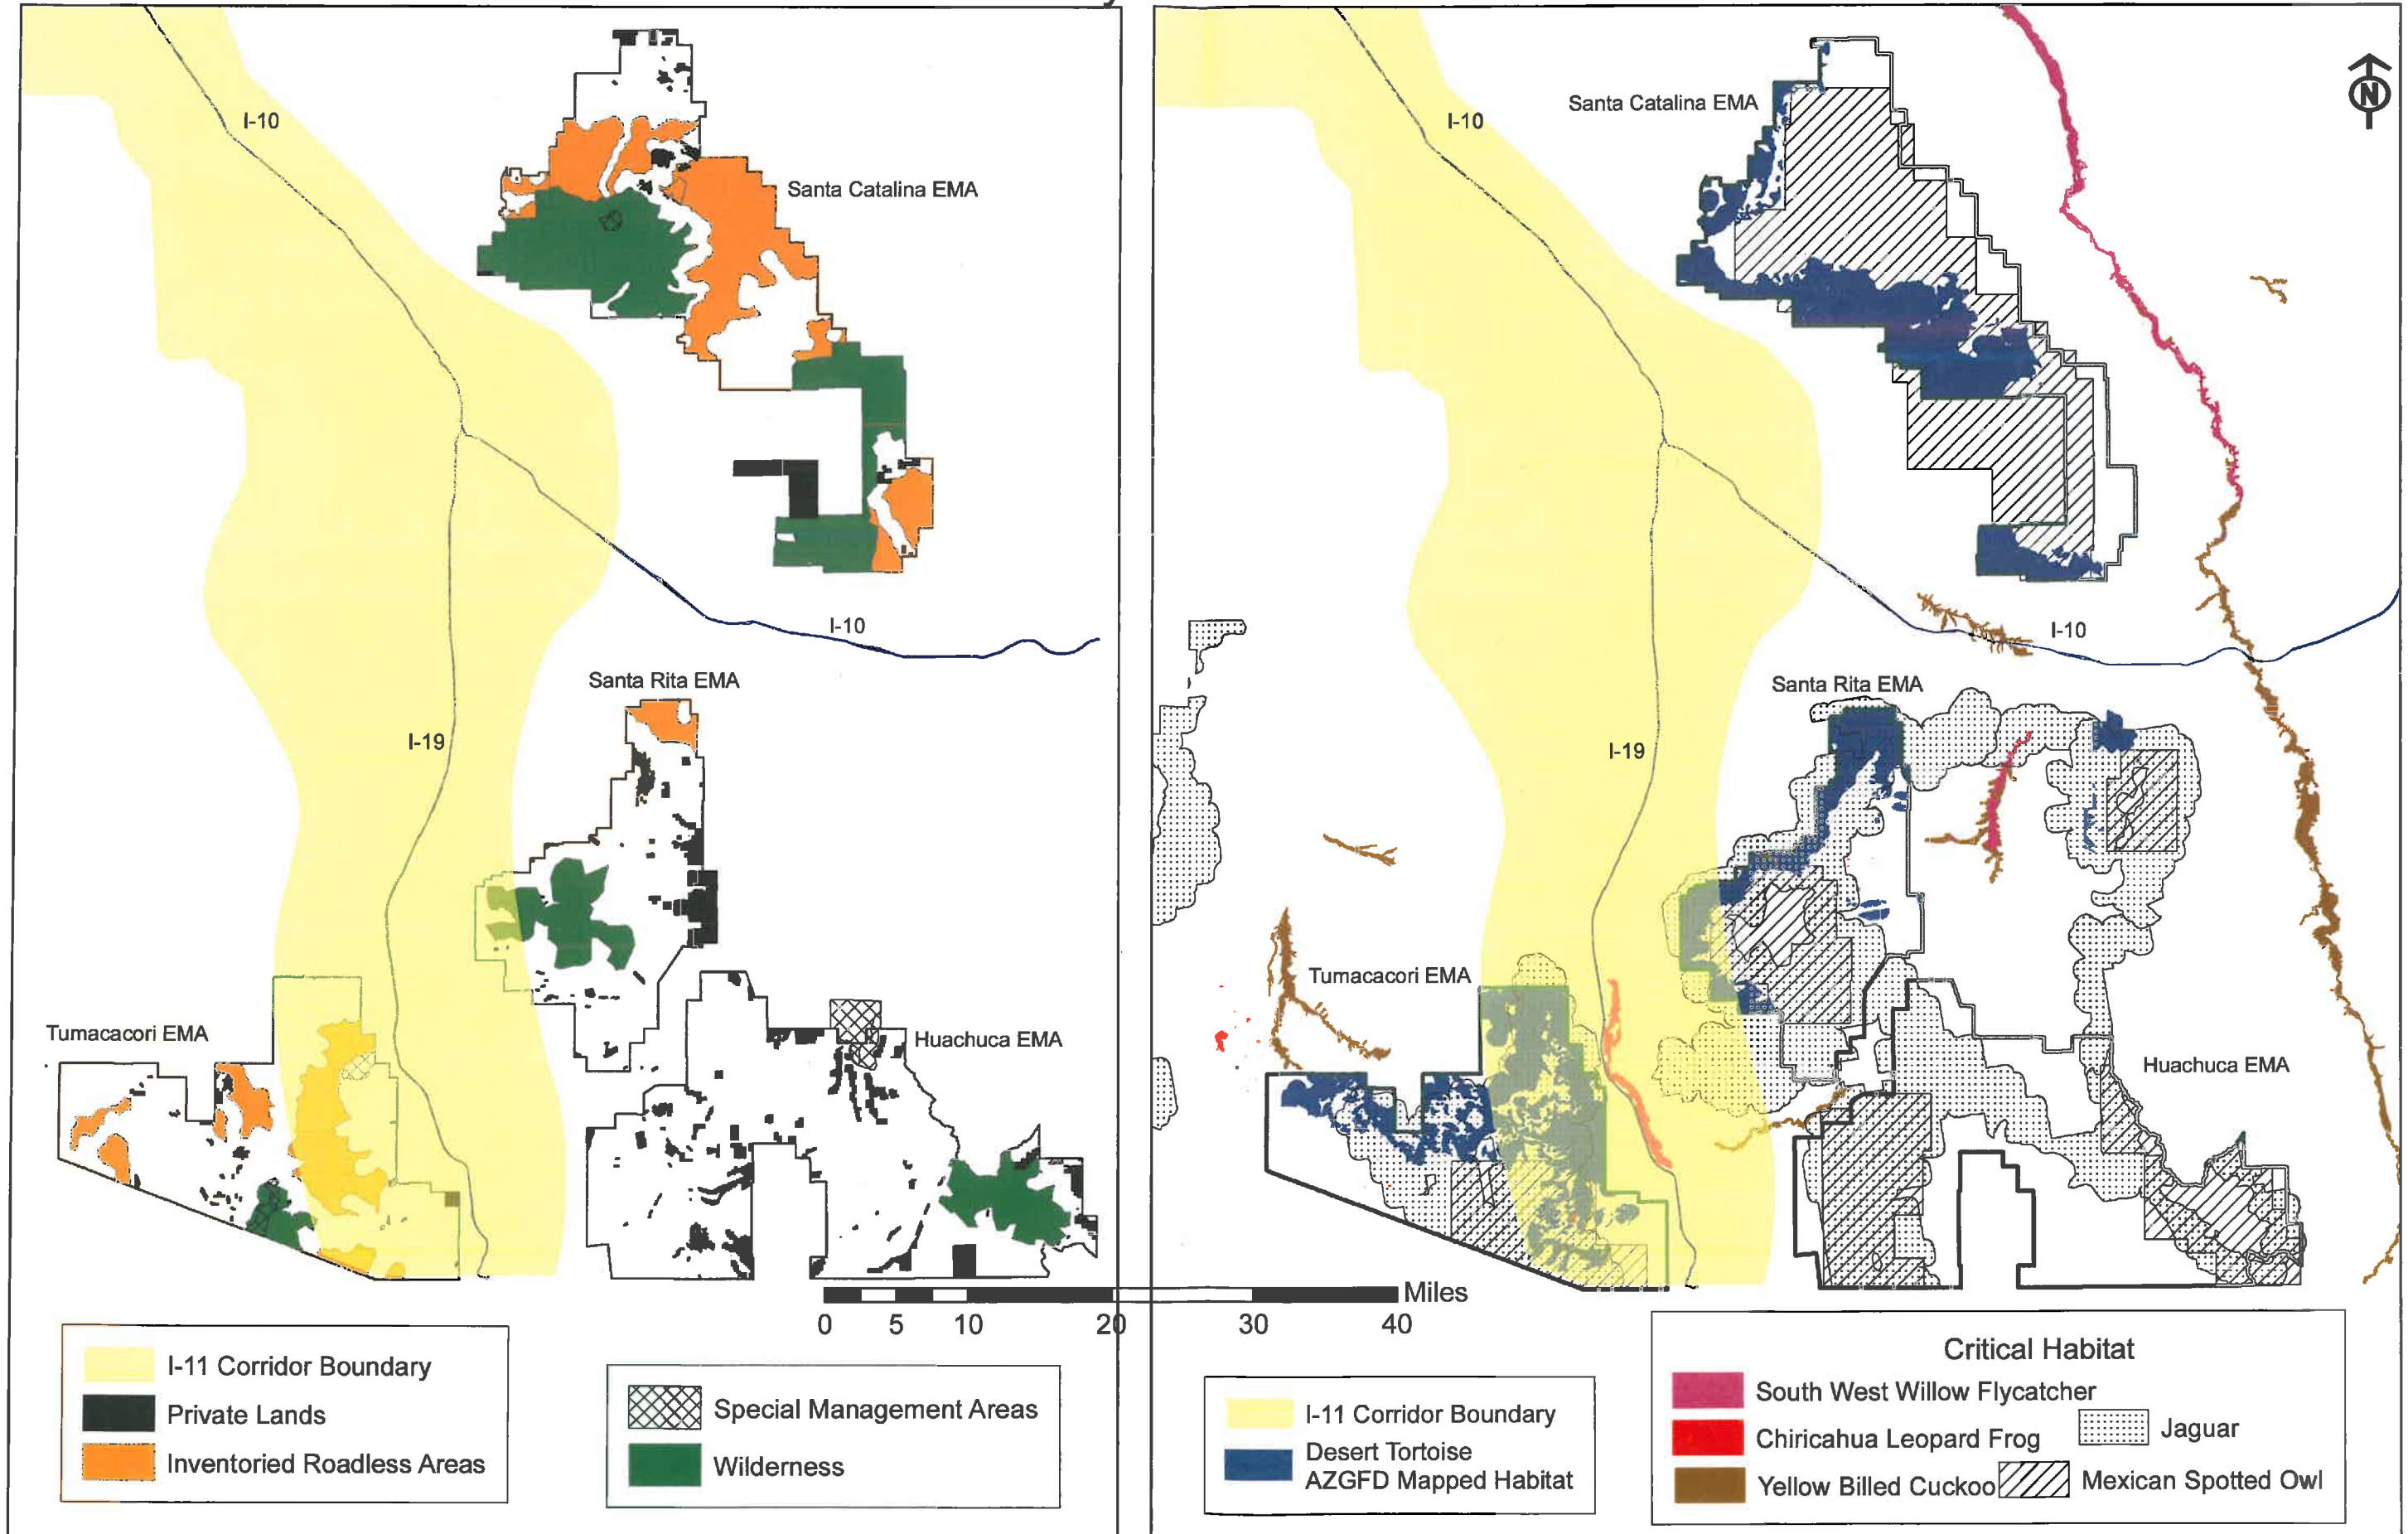 I-10
Santa Catalina EMA
I-10
Santa Rita EMA
I-19
Tumacacori EMA
Huachuca EMA
I-11 Corridor Boundary
Private Lands
Inventoried Roadless Areas
Special Management Areas
Wilderness
0 5 10 20 30 40 Miles
N
Santa Catalina EMA
I-10
I-10
Santa Rita EMA
I-19
Tumacacori EMA
Huachuca EMA
I-11 Corridor Boundary
Desert Tortoise
AZGFD Mapped Habitat
Critical Habitat
South West Willow Flycatcher
Chiricahua Leopard Frog
Jaguar
Yellow Billed Cuckoo
Mexican Spotted Owl